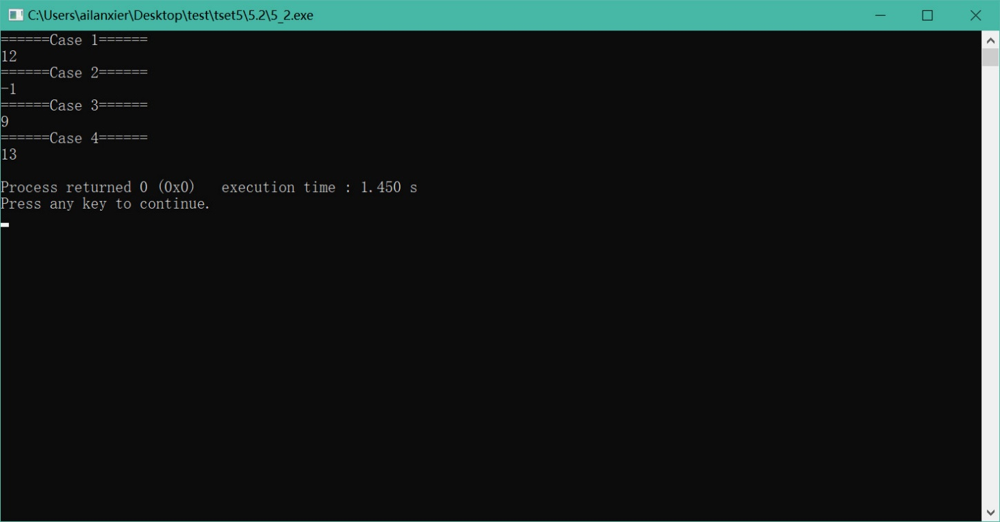 C:\Users\ailanxier\Desktop\test\tset5\5.2\5_2.exe
======Case 1======
12
======Case 2======
-1
======Case 3======
9
======Case 4======
13
Process returned 0 (0x0)   execution time : 1.450 s
Press any key to continue.